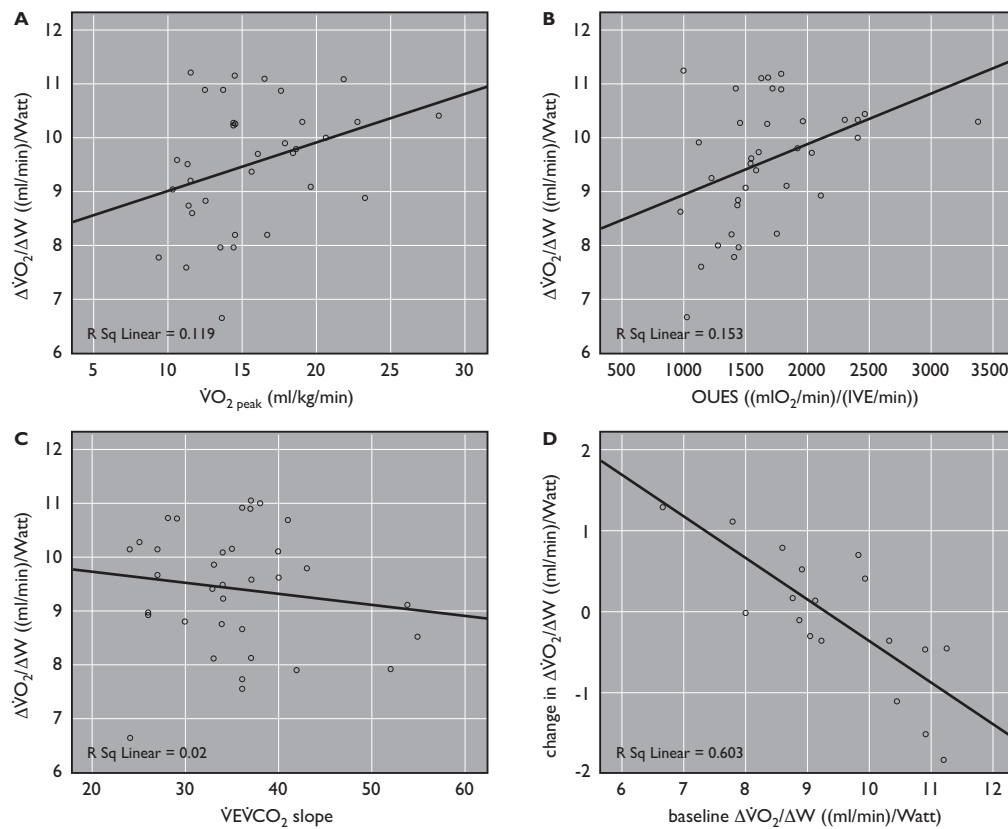 A
12
11
10
9
8
7
6
ΔV̇O₂/ΔW ((ml/min)/Watt)
R Sq Linear = 0.119
5 10 15 20 25 30
V̇O₂ peak (ml/kg/min)
B
12
11
10
9
8
7
6
ΔV̇O₂/ΔW ((ml/min)/Watt)
R Sq Linear = 0.153
500 1000 1500 2000 2500 3000 3500
OUES ((mlO₂/min)/(lVE/min))
C
12
11
10
9
8
7
6
ΔV̇O₂/ΔW ((ml/min)/Watt)
R Sq Linear = 0.02
20 30 40 50 60
V̇EV̇CO₂ slope
D
2
1
0
-1
-2
change in ΔV̇O₂/ΔW ((ml/min)/Watt)
R Sq Linear = 0.603
6 7 8 9 10 11 12
baseline ΔV̇O₂/ΔW ((ml/min)/Watt)